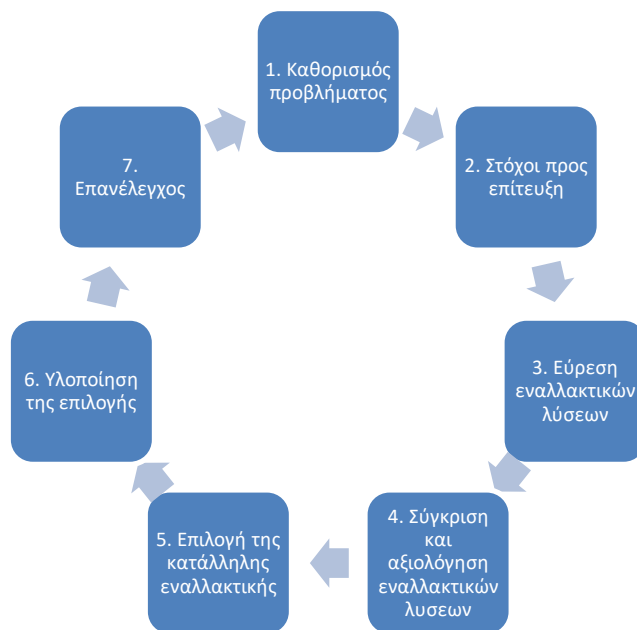 1. Καθορισμός
προβλήματος
2. Στόχοι προς
επίτευξη
3. Εύρεση
εναλλακτικών
λύσεων
4. Σύγκριση
και
αξιολόγηση
εναλλακτικών
λυσεων
5. Επιλογή της
κατάλληλης
εναλλακτικής
6. Υλοποίηση
της επιλογής
7.
Επανέλεγχος